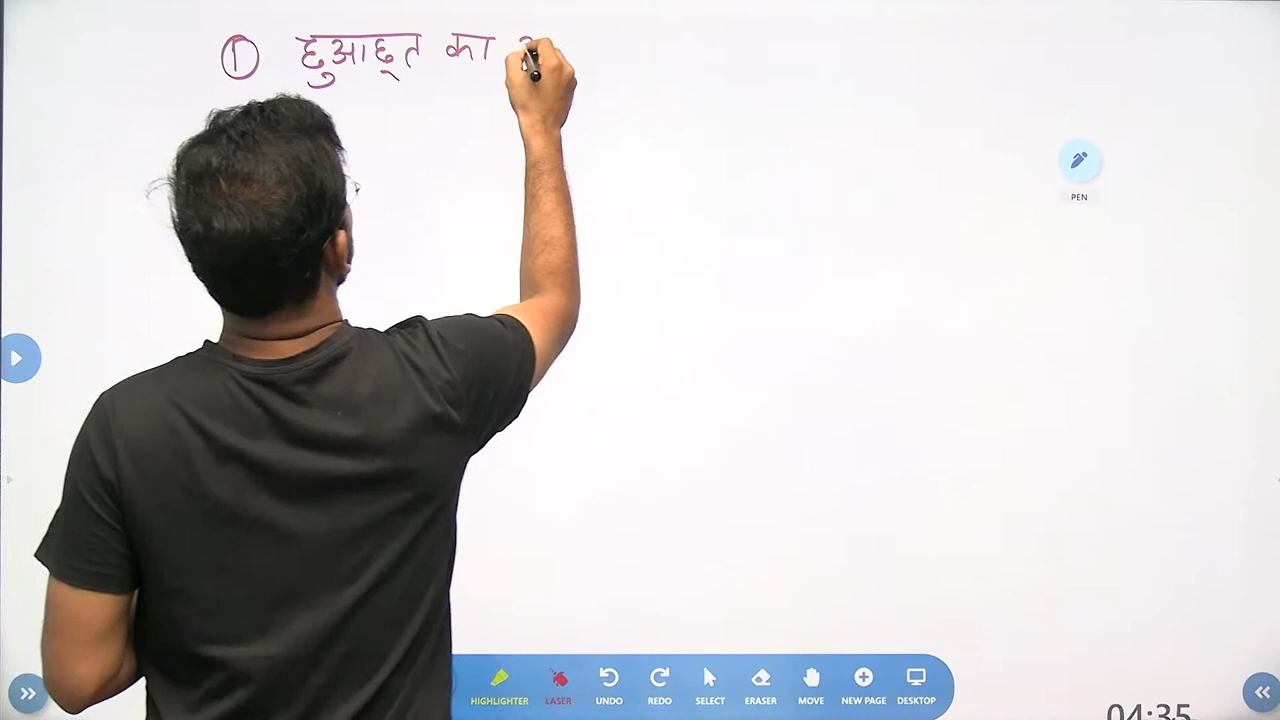 ① छुआछूत का
PEN
HIGHLIGHTER LASER UNDO REDO SELECT ERASER MOVE NEW PAGE DESKTOP
04:35